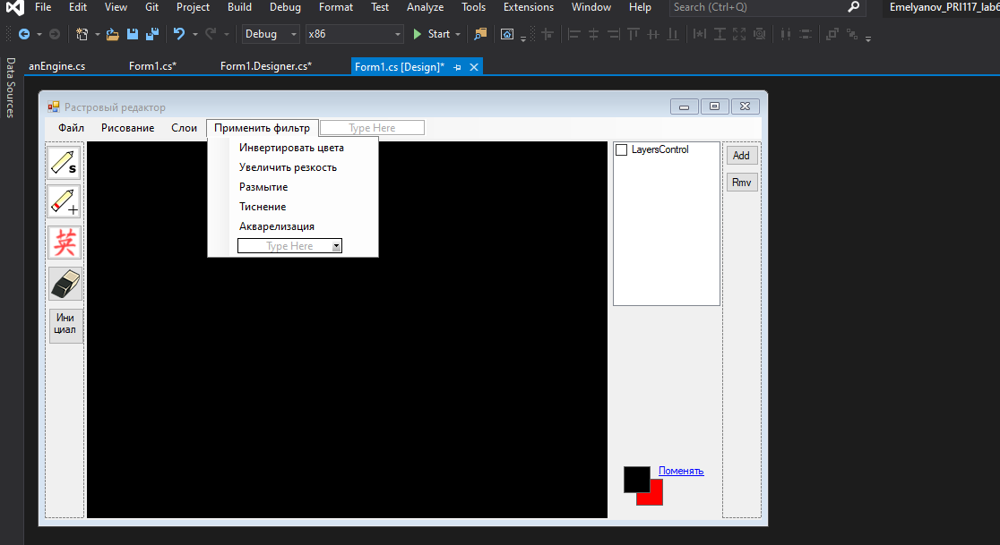 File Edit View Git Project Build Debug Format Test Analyze Tools Extensions Window Help Search (Ctrl+Q) Emelyanov_PRI117_lab6
Debug x86 Start
Data Sources
anEngine.cs Form1.cs* Form1.Designer.cs* Form1.cs [Design]*
Растровый редактор
Файл Рисование Слои Применить фильтр Type Here
Инвертировать цвета
Увеличить резкость
Размытие
Тиснение
Акварелизация
Type Here
S
英
Ини
циал
LayersControl
Add
Rmv
Поменять